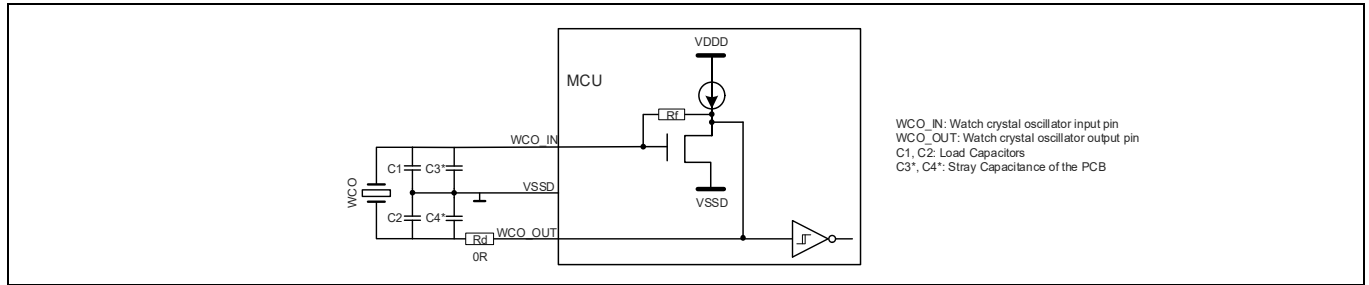 VDDD
MCU
Rf
WCO_IN
C1 C3*
WCO
VSSD
VSSD
C2 C4*
Rd
WCO_OUT
0R
WCO_IN: Watch crystal oscillator input pin
WCO_OUT: Watch crystal oscillator output pin
C1, C2: Load Capacitors
C3*, C4*: Stray Capacitance of the PCB